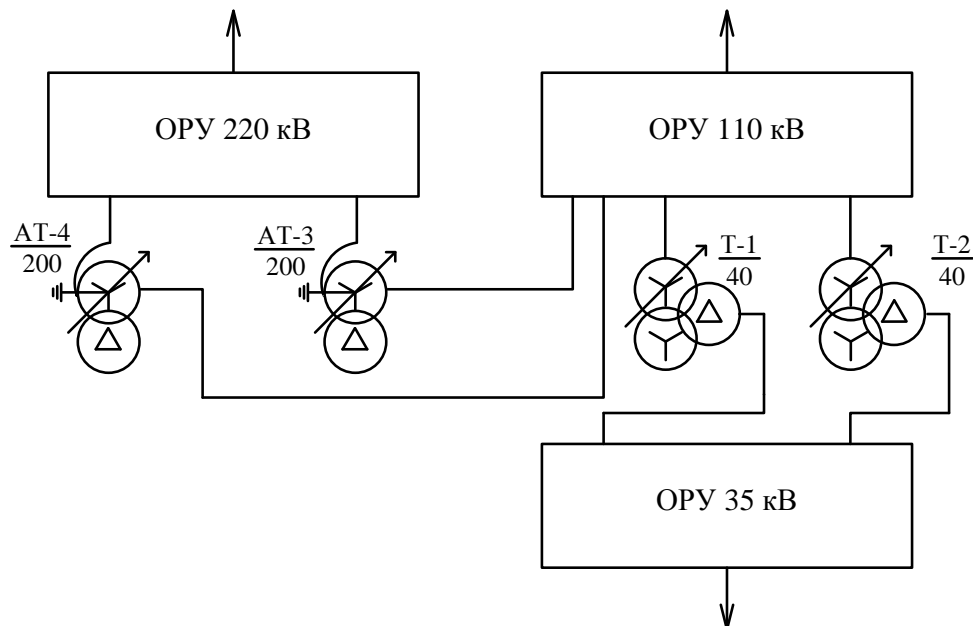 ОРУ 220 кВ
ОРУ 110 кВ
АТ-4
200
АТ-3
200
Т-1
40
Т-2
40
ОРУ 35 кВ